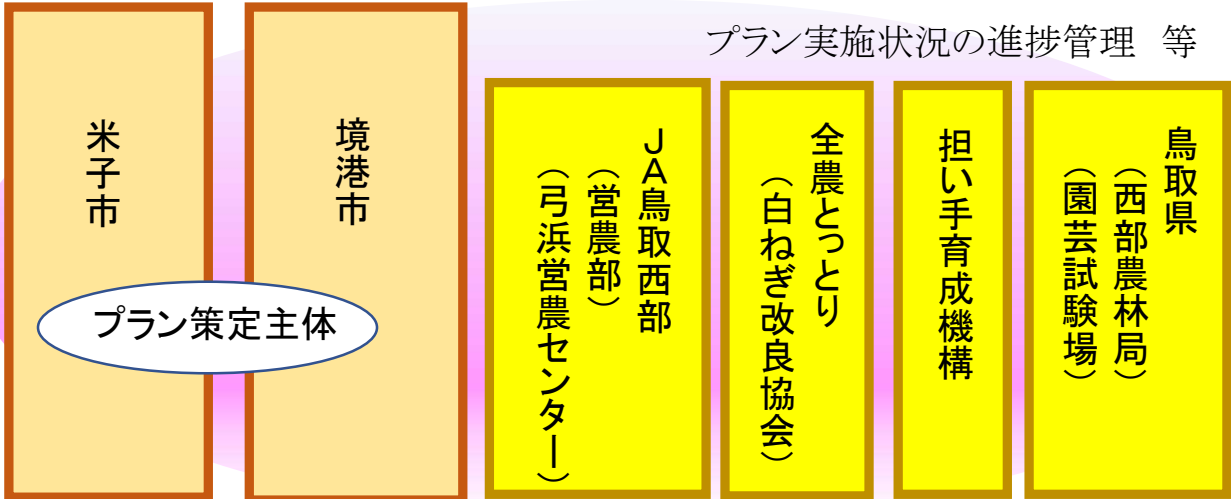 プラン実施状況の進捗管理　等
米子市
境港市
プラン策定主体
ＪＡ鳥取西部
（営農部）
（弓浜営農センター）
全農とっとり
（白ねぎ改良協会）
担い手育成機構
鳥取県
（西部農林局）
（園芸試験場）